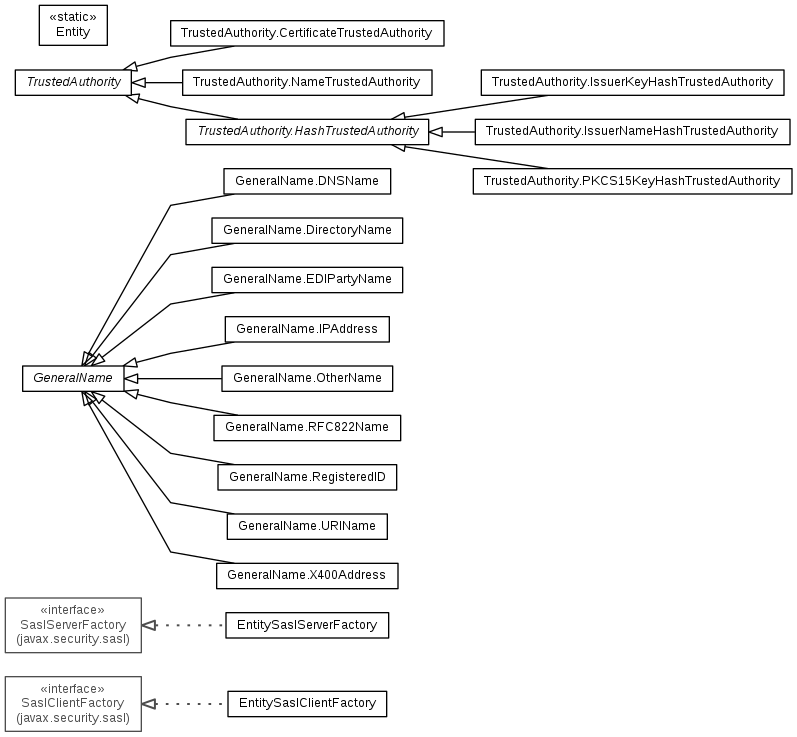 «static»
Entity
TrustedAuthority.CertificateTrustedAuthority
TrustedAuthority
TrustedAuthority.NameTrustedAuthority
TrustedAuthority.IssuerKeyHashTrustedAuthority
TrustedAuthority.HashTrustedAuthority
TrustedAuthority.IssuerNameHashTrustedAuthority
TrustedAuthority.PKCS15KeyHashTrustedAuthority
GeneralName.DNSName
GeneralName.DirectoryName
GeneralName.EDIPartyName
GeneralName.IPAddress
GeneralName
GeneralName.OtherName
GeneralName.RFC822Name
GeneralName.RegisteredID
GeneralName.URIName
GeneralName.X400Address
«interface»
SaslServerFactory
(javax.security.sasl)
EntitySaslServerFactory
«interface»
SaslClientFactory
(javax.security.sasl)
EntitySaslClientFactory